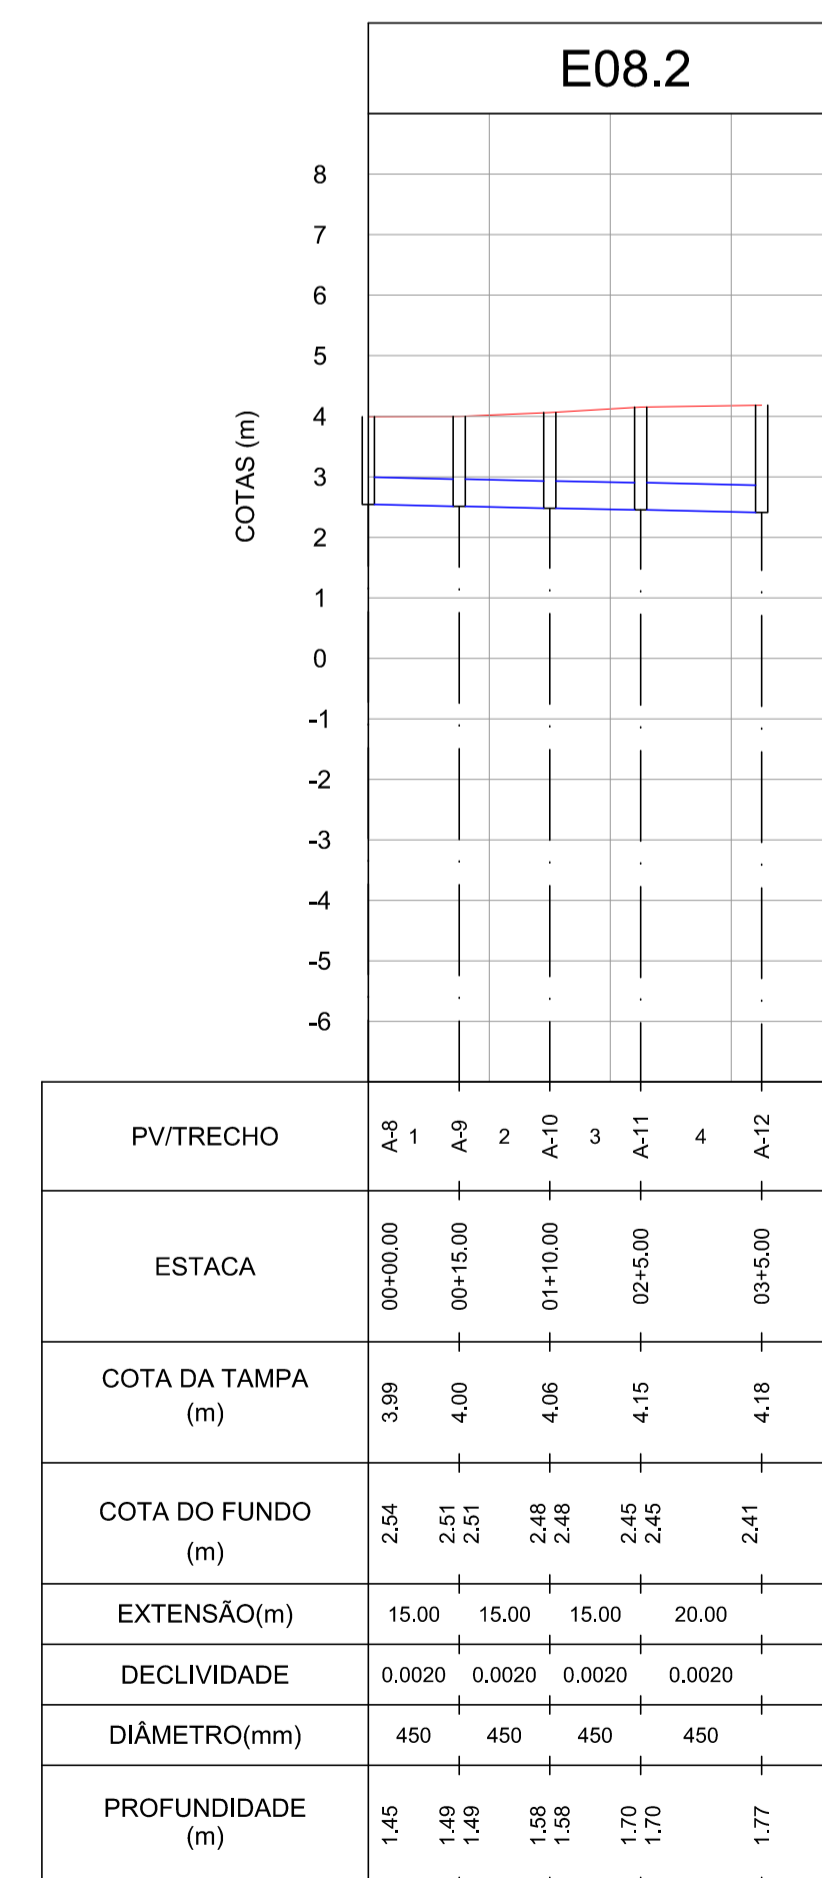 E08.2
COTAS (m)
8
7
6
5
4
3
2
1
0
-1
-2
-3
-4
-5
-6
PV/TRECHO
A-8 1 A-9 2 A-10 3 A-11 4 A-12
ESTACA
00+00.00 00+15.00 01+10.00 02+5.00 03+5.00
COTA DA TAMPA
(m)
3.99 4.00 4.06 4.15 4.18
COTA DO FUNDO
(m)
2.54 2.51 2.51 2.48 2.48 2.45 2.45 2.41
EXTENSÃO(m)
15.00 15.00 15.00 20.00
DECLIVIDADE
0.0020 0.0020 0.0020 0.0020
DIÂMETRO(mm)
450 450 450 450
PROFUNDIDADE
(m)
1.45 1.49 1.49 1.58 1.58 1.70 1.70 1.77